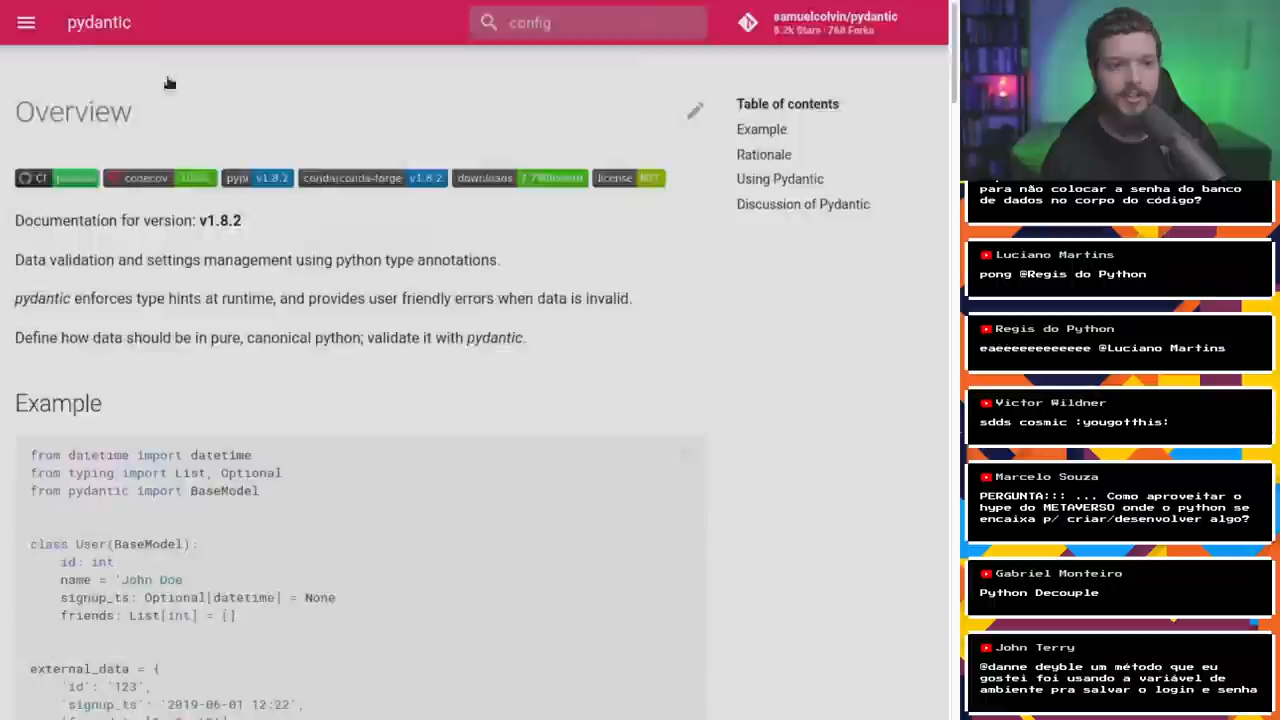 pydantic
config
samuelcolvin/pydantic
8.2k Stars · 768 Forks
Overview
CI
codecov
pypi v1.8.2
conda|conda-forge v1.8.2
downloads
license MIT
Documentation for version: v1.8.2
Data validation and settings management using python type annotations.
pydantic enforces type hints at runtime, and provides user friendly errors when data is invalid.
Define how data should be in pure, canonical python; validate it with pydantic.
Example
from datetime import datetime
from typing import List, Optional
from pydantic import BaseModel
class User(BaseModel):
id: int
name = 'John Doe
signup_ts: Optional[datetime] = None
friends: List[int] = []
external_data = {
'id': '123',
'signup_ts': '2019-06-01 12:22',
Table of contents
Example
Rationale
Using Pydantic
Discussion of Pydantic
para não colocar a senha do banco
de dados no corpo do código?
Luciano Martins
pong @Regis do Python
Regis do Python
eaeeeeeeeeeeee @Luciano Martins
Victor Wildner
sdds cosmic :yougotthis:
Marcelo Souza
PERGUNTA::: ... Como aproveitar o
hype do METAVERSO onde o python se
encaixa p/ criar/desenvolver algo?
Gabriel Monteiro
Python Decouple
John Terry
@danne deyble um método que eu
gostei foi usando a variável de
ambiente pra salvar o login e senha